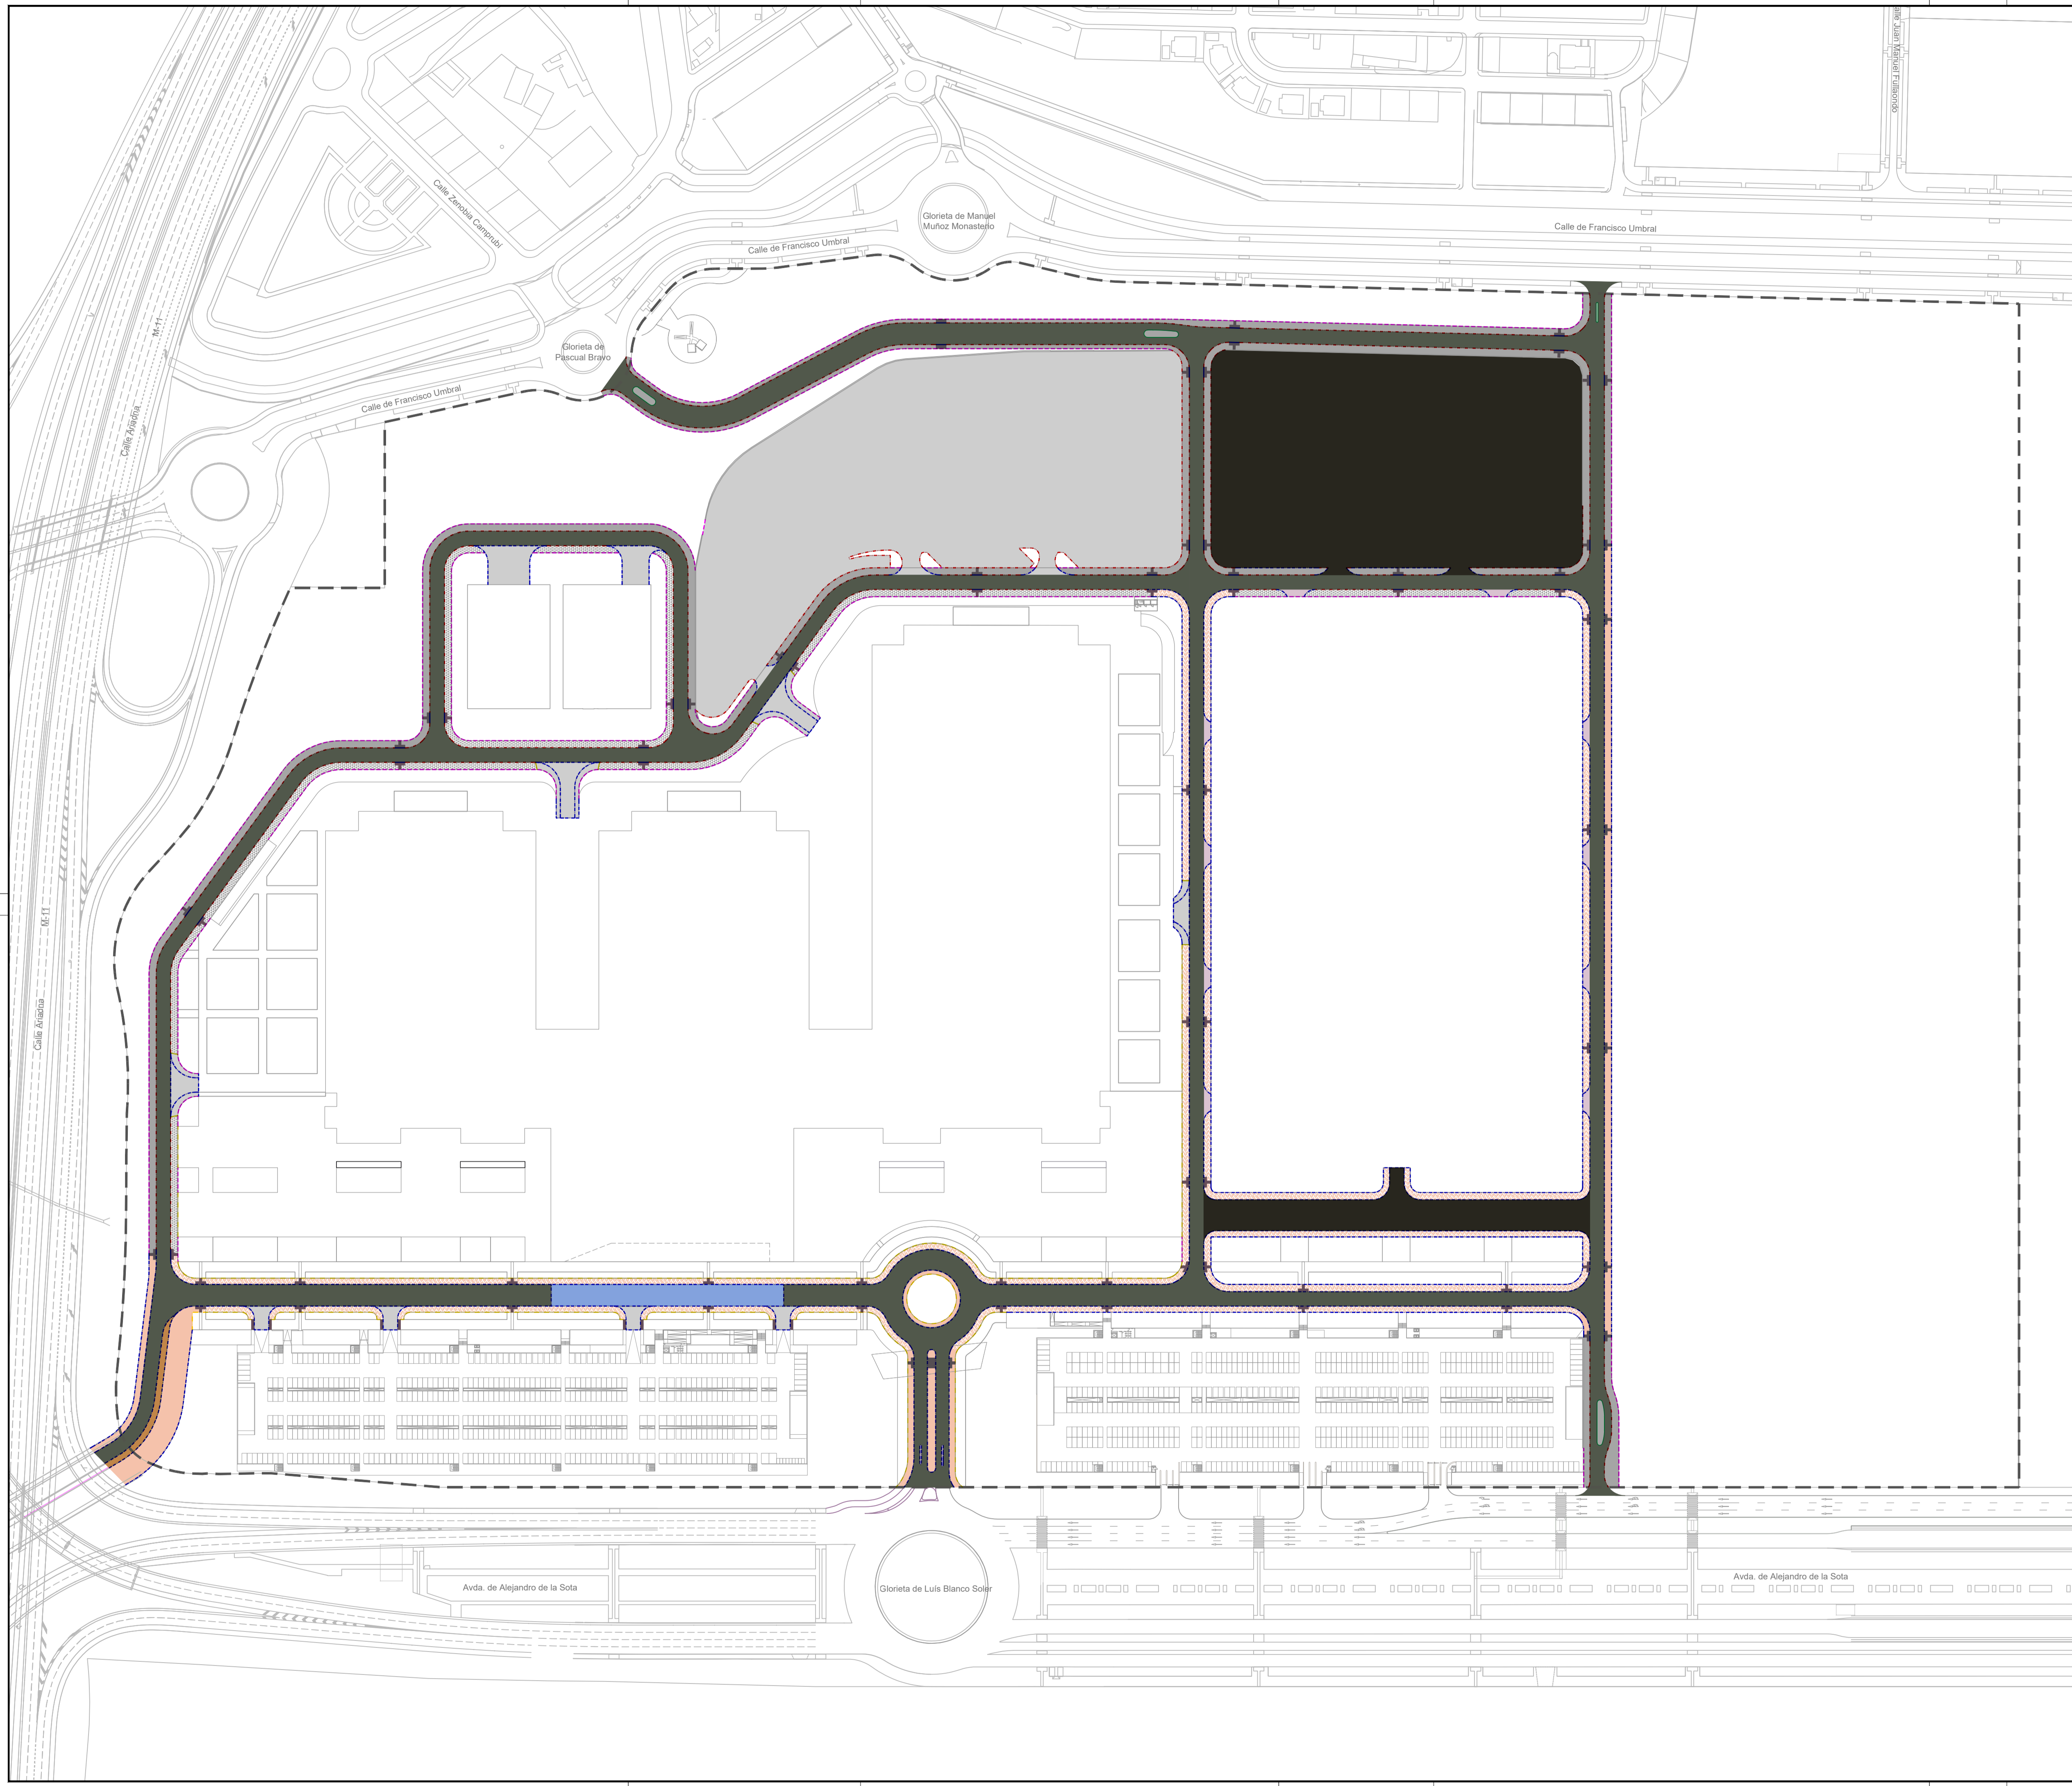 Calle Juan Manuel Fullaondo
Calle Zenobia Camprubí
Glorieta de Manuel
Muñoz Monasterio
Calle de Francisco Umbral
Calle de Francisco Umbral
M-11
Glorieta de
Pascual Bravo
Calle de Francisco Umbral
Calle Ariadna
M-11
Calle Ariadna
Avda. de Alejandro de la Sota
Glorieta de Luís Blanco Soler
Avda. de Alejandro de la Sota